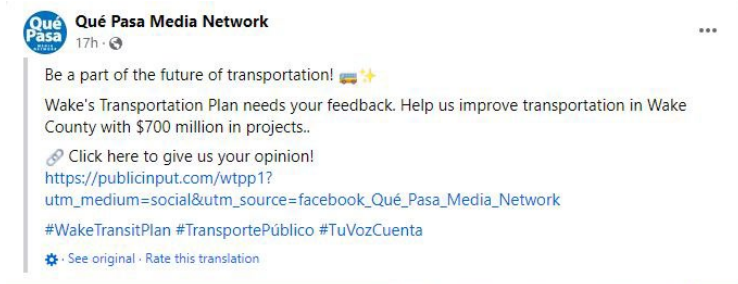 Qué Pasa
MEDIA NETWORK
Qué Pasa Media Network
17h ·
Be a part of the future of transportation! 🚌✨
Wake's Transportation Plan needs your feedback. Help us improve transportation in Wake
County with $700 million in projects..
🔗 Click here to give us your opinion!
https://publicinput.com/wtpp1?
utm_medium=social&utm_source=facebook_Qué_Pasa_Media_Network
#WakeTransitPlan #TransportePúblico #TuVozCuenta
· See original · Rate this translation